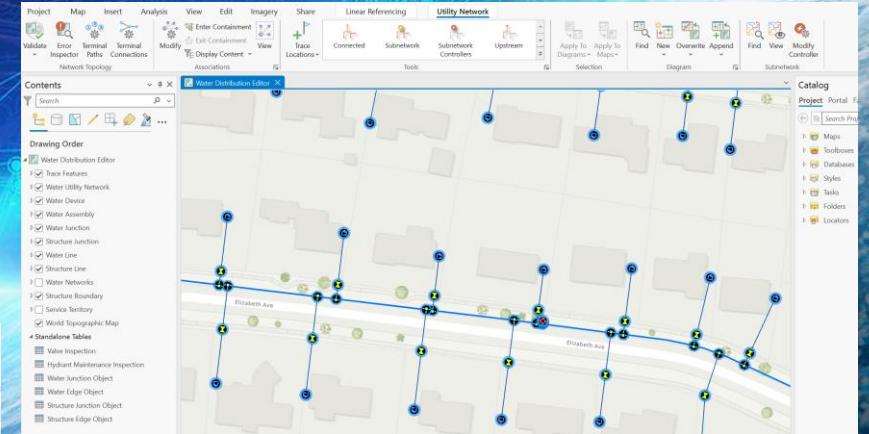 Project Map Insert Analysis View Edit Imagery Share Linear Referencing Utility Network
Validate
Error Inspector
Terminal Paths
Terminal Connections
Network Topology
Modify
Enter Containment
Exit Containment
Display Content
View
Associations
Trace Locations
Connected
Subnetwork
Subnetwork Controllers
Upstream
Tools
Apply To Diagrams
Apply To Maps
Selection
Find
New
Overwrite
Append
Diagram
Find
View
Modify Controller
Subnetwork
Contents
Search
Drawing Order
Water Distribution Editor
Trace Features
Water Utility Network
Water Device
Water Assembly
Water Junction
Structure Junction
Water Line
Structure Line
Water Networks
Structure Boundary
Service Territory
World Topographic Map
Standalone Tables
Valve Inspection
Hydrant Maintenance Inspection
Water Junction Object
Water Edge Object
Structure Junction Object
Structure Edge Object
Water Distribution Editor
Elizabeth Ave
Elizabeth Ave
Catalog
Project Portal
Search
Maps
Toolboxes
Databases
Styles
Tasks
Folders
Locators